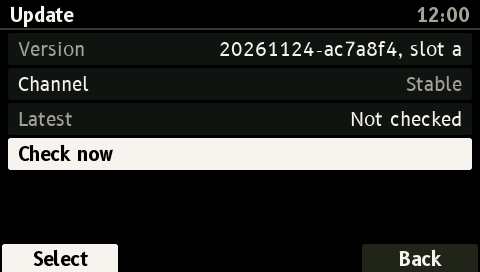 Update 12:00
Version 20261124-ac7a8f4, slot a
Channel Stable
Latest Not checked
Check now
Select Back